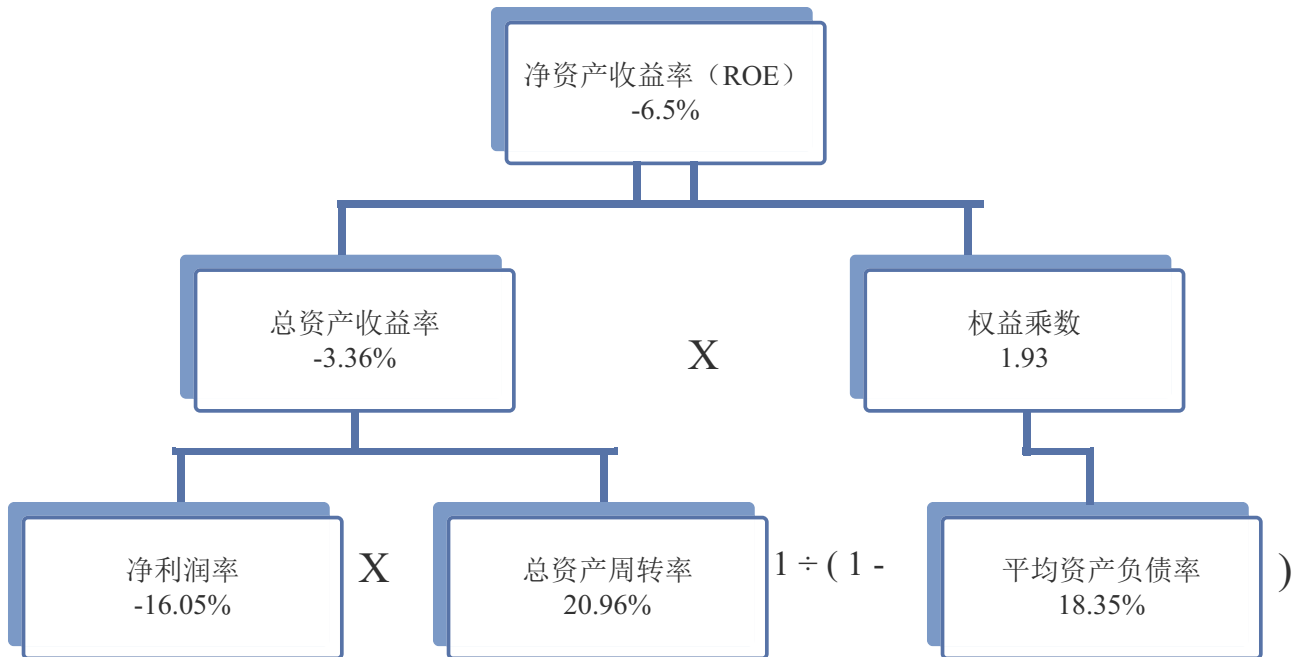 净资产收益率（ROE）
-6.5%
总资产收益率
-3.36%
X
权益乘数
1.93
净利润率
-16.05%
X
总资产周转率
20.96%
1 ÷ ( 1 -
平均资产负债率
18.35%
)